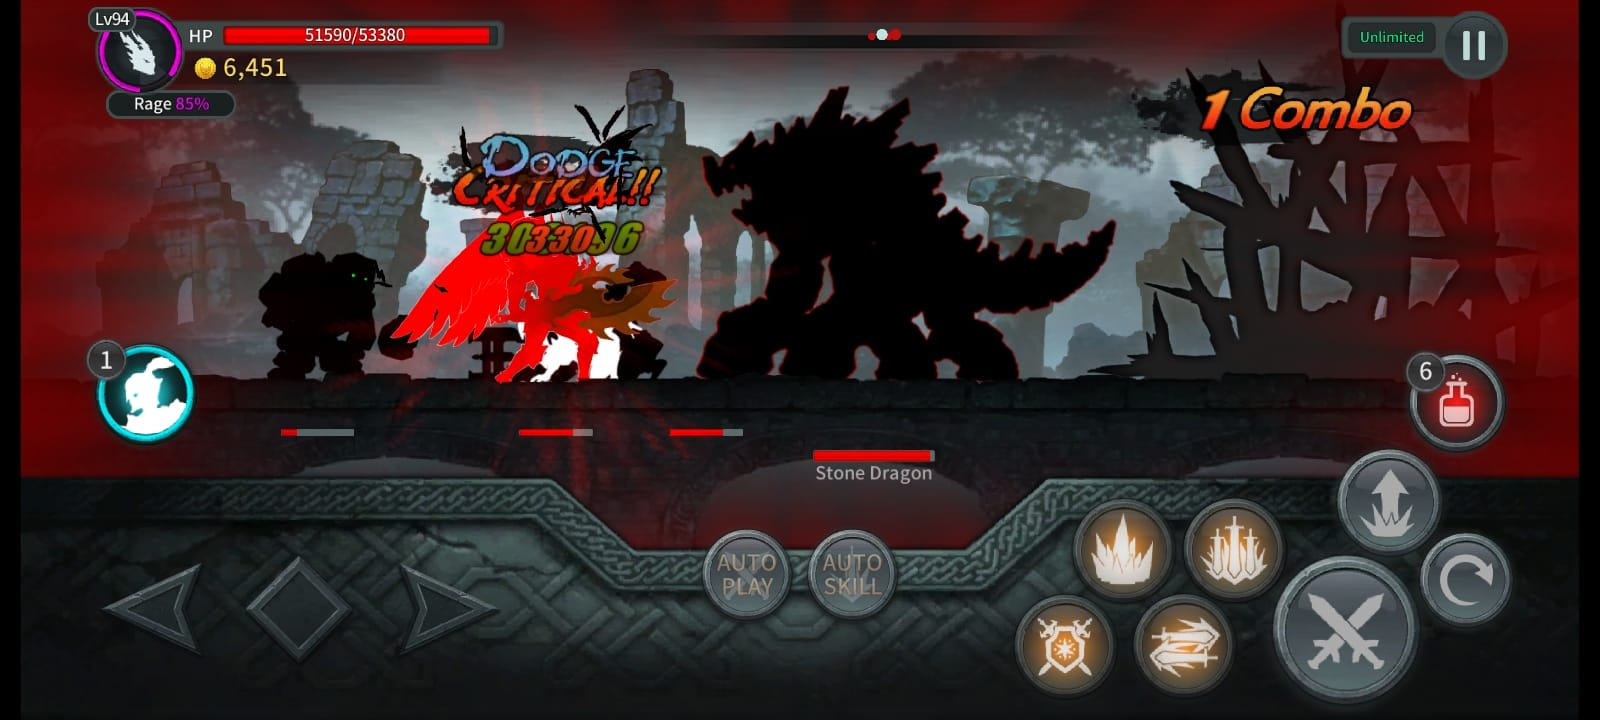 Lv94
HP
51590/53380
6,451
Rage 85%
Unlimited
1 Combo
DODGE
CRITICAL!!
1
6
Stone Dragon
AUTO PLAY
AUTO SKILL